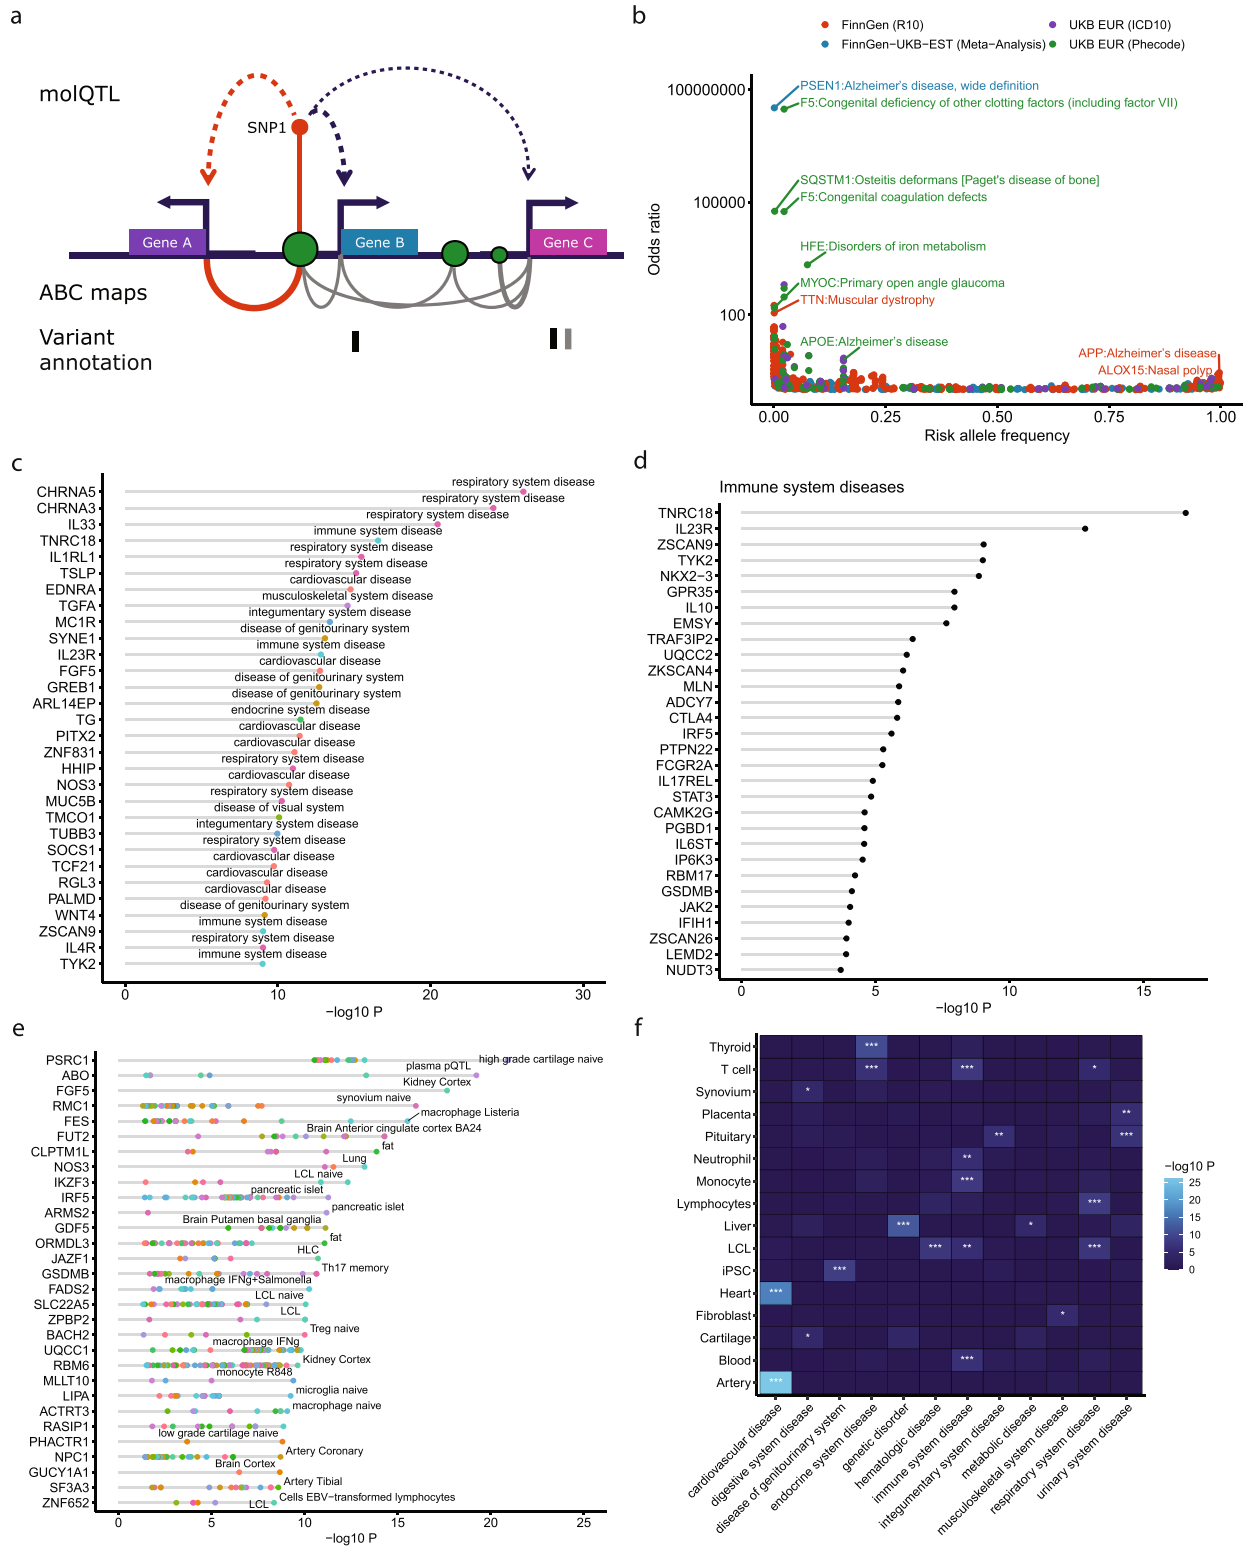 a
molQTL
SNP1
Gene A
Gene B
Gene C
ABC maps
Variant
annotation
b
FinnGen (R10)
UKB EUR (ICD10)
FinnGen−UKB−EST (Meta−Analysis)
UKB EUR (Phecode)
100000000
100000
100
Odds ratio
PSEN1:Alzheimer's disease, wide definition
F5:Congenital deficiency of other clotting factors (including factor VII)
SQSTM1:Osteitis deformans [Paget's disease of bone]
F5:Congenital coagulation defects
HFE:Disorders of iron metabolism
MYOC:Primary open angle glaucoma
TTN:Muscular dystrophy
APOE:Alzheimer's disease
APP:Alzheimer's disease
ALOX15:Nasal polyp
0.00
0.25
0.50
0.75
1.00
Risk allele frequency
c
respiratory system disease
CHRNA5
respiratory system disease
CHRNA3
respiratory system disease
IL33
immune system disease
TNRC18
respiratory system disease
IL1RL1
respiratory system disease
TSLP
cardiovascular disease
EDNRA
musculoskeletal system disease
TGFA
integumentary system disease
MC1R
disease of genitourinary system
SYNE1
immune system disease
IL23R
cardiovascular disease
FGF5
disease of genitourinary system
GREB1
disease of genitourinary system
ARL14EP
endocrine system disease
TG
cardiovascular disease
PITX2
cardiovascular disease
ZNF831
respiratory system disease
HHIP
cardiovascular disease
NOS3
respiratory system disease
MUC5B
disease of visual system
TMCO1
integumentary system disease
TUBB3
respiratory system disease
SOCS1
cardiovascular disease
TCF21
cardiovascular disease
RGL3
cardiovascular disease
PALMD
disease of genitourinary system
WNT4
immune system disease
ZSCAN9
respiratory system disease
IL4R
immune system disease
TYK2
0
10
20
30
−log10 P
d
Immune system diseases
TNRC18
IL23R
ZSCAN9
TYK2
NKX2−3
GPR35
IL10
EMSY
TRAF3IP2
UQCC2
ZKSCAN4
MLN
ADCY7
CTLA4
IRF5
PTPN22
FCGR2A
IL17REL
STAT3
CAMK2G
PGBD1
IL6ST
IP6K3
RBM17
GSDMB
JAK2
IFIH1
ZSCAN26
LEMD2
NUDT3
0
5
10
15
−log10 P
e
PSRC1
high grade cartilage naive
plasma pQTL
ABO
Kidney Cortex
FGF5
synovium naive
RMC1
macrophage Listeria
FES
Brain Anterior cingulate cortex BA24
FUT2
fat
CLPTM1L
Lung
NOS3
LCL naive
IKZF3
pancreatic islet
IRF5
pancreatic islet
ARMS2
Brain Putamen basal ganglia
GDF5
fat
ORMDL3
HLC
JAZF1
Th17 memory
GSDMB
macrophage IFNg+Salmonella
FADS2
LCL naive
SLC22A5
LCL
ZPBP2
Treg naive
BACH2
macrophage IFNg
UQCC1
Kidney Cortex
RBM6
monocyte R848
MLLT10
microglia naive
LIPA
macrophage naive
ACTRT3
RASIP1
low grade cartilage naive
PHACTR1
Artery Coronary
NPC1
Brain Cortex
GUCY1A1
Artery Tibial
SF3A3
Cells EBV−transformed lymphocytes
ZNF652
LCL
0
5
10
15
20
25
−log10 P
f
Thyroid
***
T cell
*** *** *
Synovium
*
Placenta
**
Pituitary
** ***
Neutrophil
**
Monocyte
***
Lymphocytes
***
Liver
*** *
LCL
*** ** ***
iPSC
***
Heart
***
Fibroblast
*
Cartilage
*
Blood
***
Artery
***
−log10 P
25
20
15
10
5
0
cardiovascular disease
digestive system disease
disease of genitourinary system
endocrine system disease
genetic disorder
hematologic disease
immune system disease
integumentary system disease
metabolic disease
musculoskeletal system disease
respiratory system disease
urinary system disease